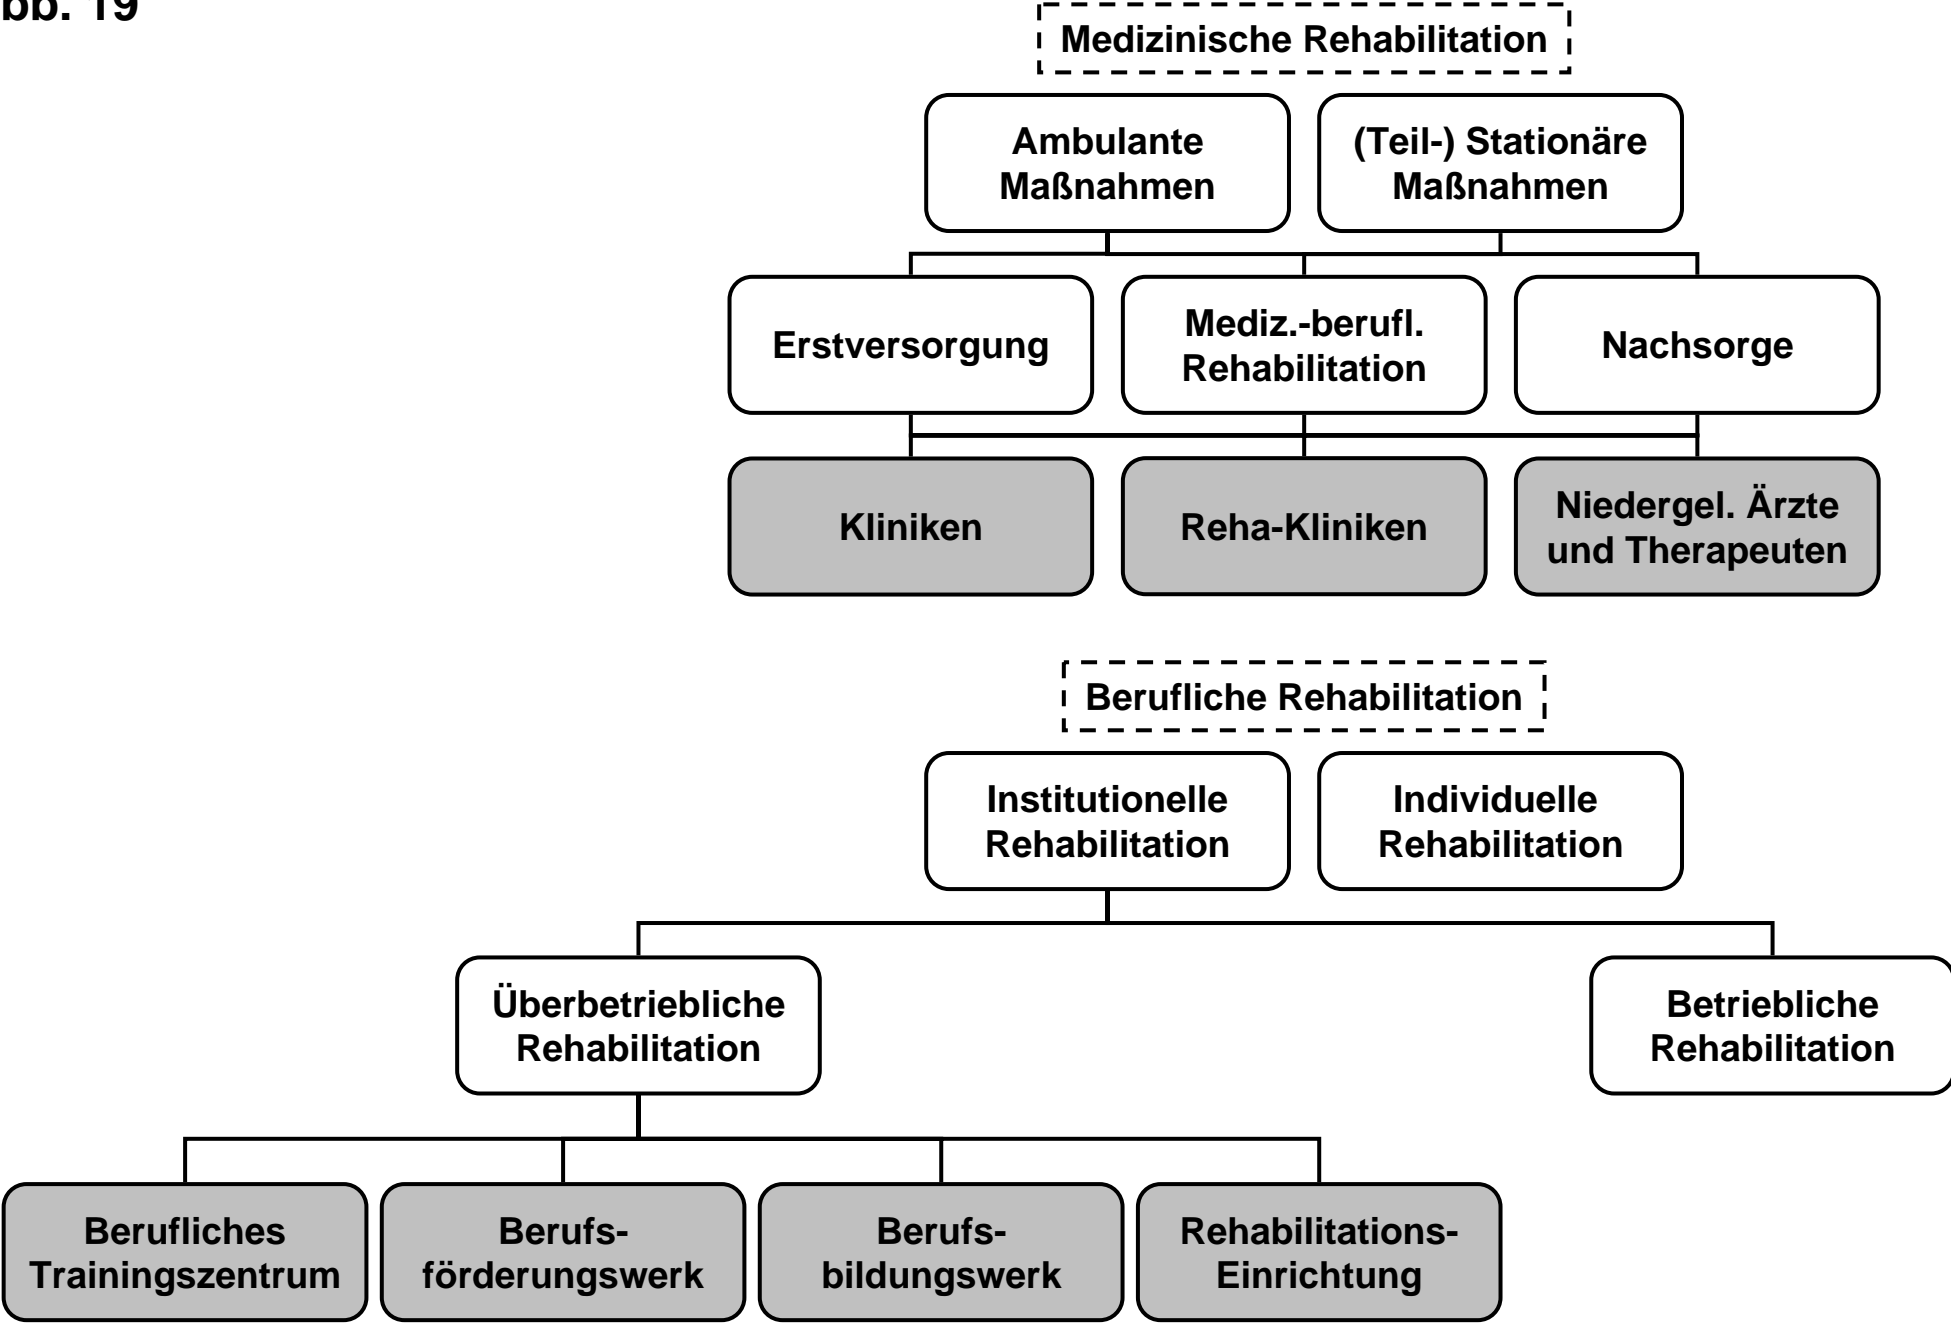 bb. 19
Medizinische Rehabilitation
Ambulante
Maßnahmen
(Teil-) Stationäre
Maßnahmen
Erstversorgung
Mediz.-berufl.
Rehabilitation
Nachsorge
Kliniken
Reha-Kliniken
Niedergel. Ärzte
und Therapeuten
Berufliche Rehabilitation
Institutionelle
Rehabilitation
Individuelle
Rehabilitation
Überbetriebliche
Rehabilitation
Betriebliche
Rehabilitation
Berufliches
Trainingszentrum
Berufs-
förderungswerk
Berufs-
bildungswerk
Rehabilitations-
Einrichtung